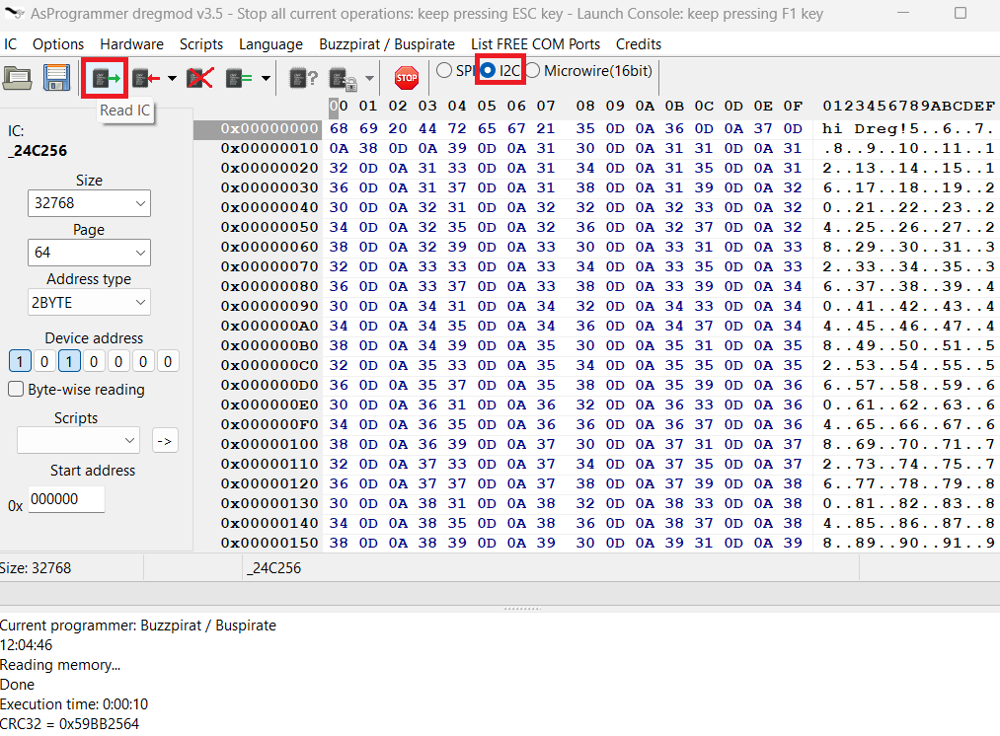 AsProgrammer dregmod v3.5 - Stop all current operations: keep pressing ESC key - Launch Console: keep pressing F1 key
IC Options Hardware Scripts Language Buzzpirat / Buspirate List FREE COM Ports Credits
STOP SPI I2C Microwire(16bit)
Read IC
IC:
_24C256
Size
32768
Page
64
Address type
2BYTE
Device address
1 0 1 0 0 0 0
Byte-wise reading
Scripts
->
Start address
0x 000000
00 01 02 03 04 05 06 07 08 09 0A 0B 0C 0D 0E 0F 0123456789ABCDEF
0x00000000 68 69 20 44 72 65 67 21 35 0D 0A 36 0D 0A 37 0D hi Dreg!5..6..7.
0x00000010 0A 38 0D 0A 39 0D 0A 31 30 0D 0A 31 31 0D 0A 31 .8..9..10..11..1
0x00000020 32 0D 0A 31 33 0D 0A 31 34 0D 0A 31 35 0D 0A 31 2..13..14..15..1
0x00000030 36 0D 0A 31 37 0D 0A 31 38 0D 0A 31 39 0D 0A 32 6..17..18..19..2
0x00000040 30 0D 0A 32 31 0D 0A 32 32 0D 0A 32 33 0D 0A 32 0..21..22..23..2
0x00000050 34 0D 0A 32 35 0D 0A 32 36 0D 0A 32 37 0D 0A 32 4..25..26..27..2
0x00000060 38 0D 0A 32 39 0D 0A 33 30 0D 0A 33 31 0D 0A 33 8..29..30..31..3
0x00000070 32 0D 0A 33 33 0D 0A 33 34 0D 0A 33 35 0D 0A 33 2..33..34..35..3
0x00000080 36 0D 0A 33 37 0D 0A 33 38 0D 0A 33 39 0D 0A 34 6..37..38..39..4
0x00000090 30 0D 0A 34 31 0D 0A 34 32 0D 0A 34 33 0D 0A 34 0..41..42..43..4
0x000000A0 34 0D 0A 34 35 0D 0A 34 36 0D 0A 34 37 0D 0A 34 4..45..46..47..4
0x000000B0 38 0D 0A 34 39 0D 0A 35 30 0D 0A 35 31 0D 0A 35 8..49..50..51..5
0x000000C0 32 0D 0A 35 33 0D 0A 35 34 0D 0A 35 35 0D 0A 35 2..53..54..55..5
0x000000D0 36 0D 0A 35 37 0D 0A 35 38 0D 0A 35 39 0D 0A 36 6..57..58..59..6
0x000000E0 30 0D 0A 36 31 0D 0A 36 32 0D 0A 36 33 0D 0A 36 0..61..62..63..6
0x000000F0 34 0D 0A 36 35 0D 0A 36 36 0D 0A 36 37 0D 0A 36 4..65..66..67..6
0x00000100 38 0D 0A 36 39 0D 0A 37 30 0D 0A 37 31 0D 0A 37 8..69..70..71..7
0x00000110 32 0D 0A 37 33 0D 0A 37 34 0D 0A 37 35 0D 0A 37 2..73..74..75..7
0x00000120 36 0D 0A 37 37 0D 0A 37 38 0D 0A 37 39 0D 0A 38 6..77..78..79..8
0x00000130 30 0D 0A 38 31 0D 0A 38 32 0D 0A 38 33 0D 0A 38 0..81..82..83..8
0x00000140 34 0D 0A 38 35 0D 0A 38 36 0D 0A 38 37 0D 0A 38 4..85..86..87..8
0x00000150 38 0D 0A 38 39 0D 0A 39 30 0D 0A 39 31 0D 0A 39 8..89..90..91..9
Size: 32768 _24C256
Current programmer: Buzzpirat / Buspirate
12:04:46
Reading memory...
Done
Execution time: 0:00:10
CRC32 = 0x59BB2564